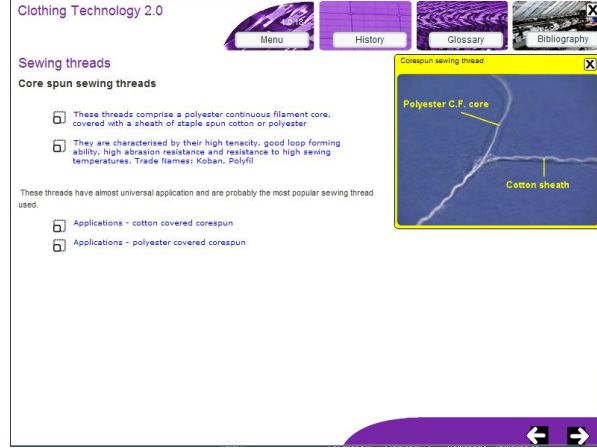 Clothing Technology 2.0
Menu
History
Glossary
Bibliography
Sewing threads
Core spun sewing threads
These threads comprise a polyester continuous filament core,
covered with a sheath of staple spun cotton or polyester
They are characterised by their high tenacity, good loop forming
ability, high abrasion resistance and resistance to high sewing
temperatures. Trade Names: Koban, Polyfil
These threads have almost universal application and are probably the most popular sewing thread
used.
Applications - cotton covered corespun
Applications - polyester covered corespun
Corespun sewing thread
X
Polyester C.F. core
Cotton sheath